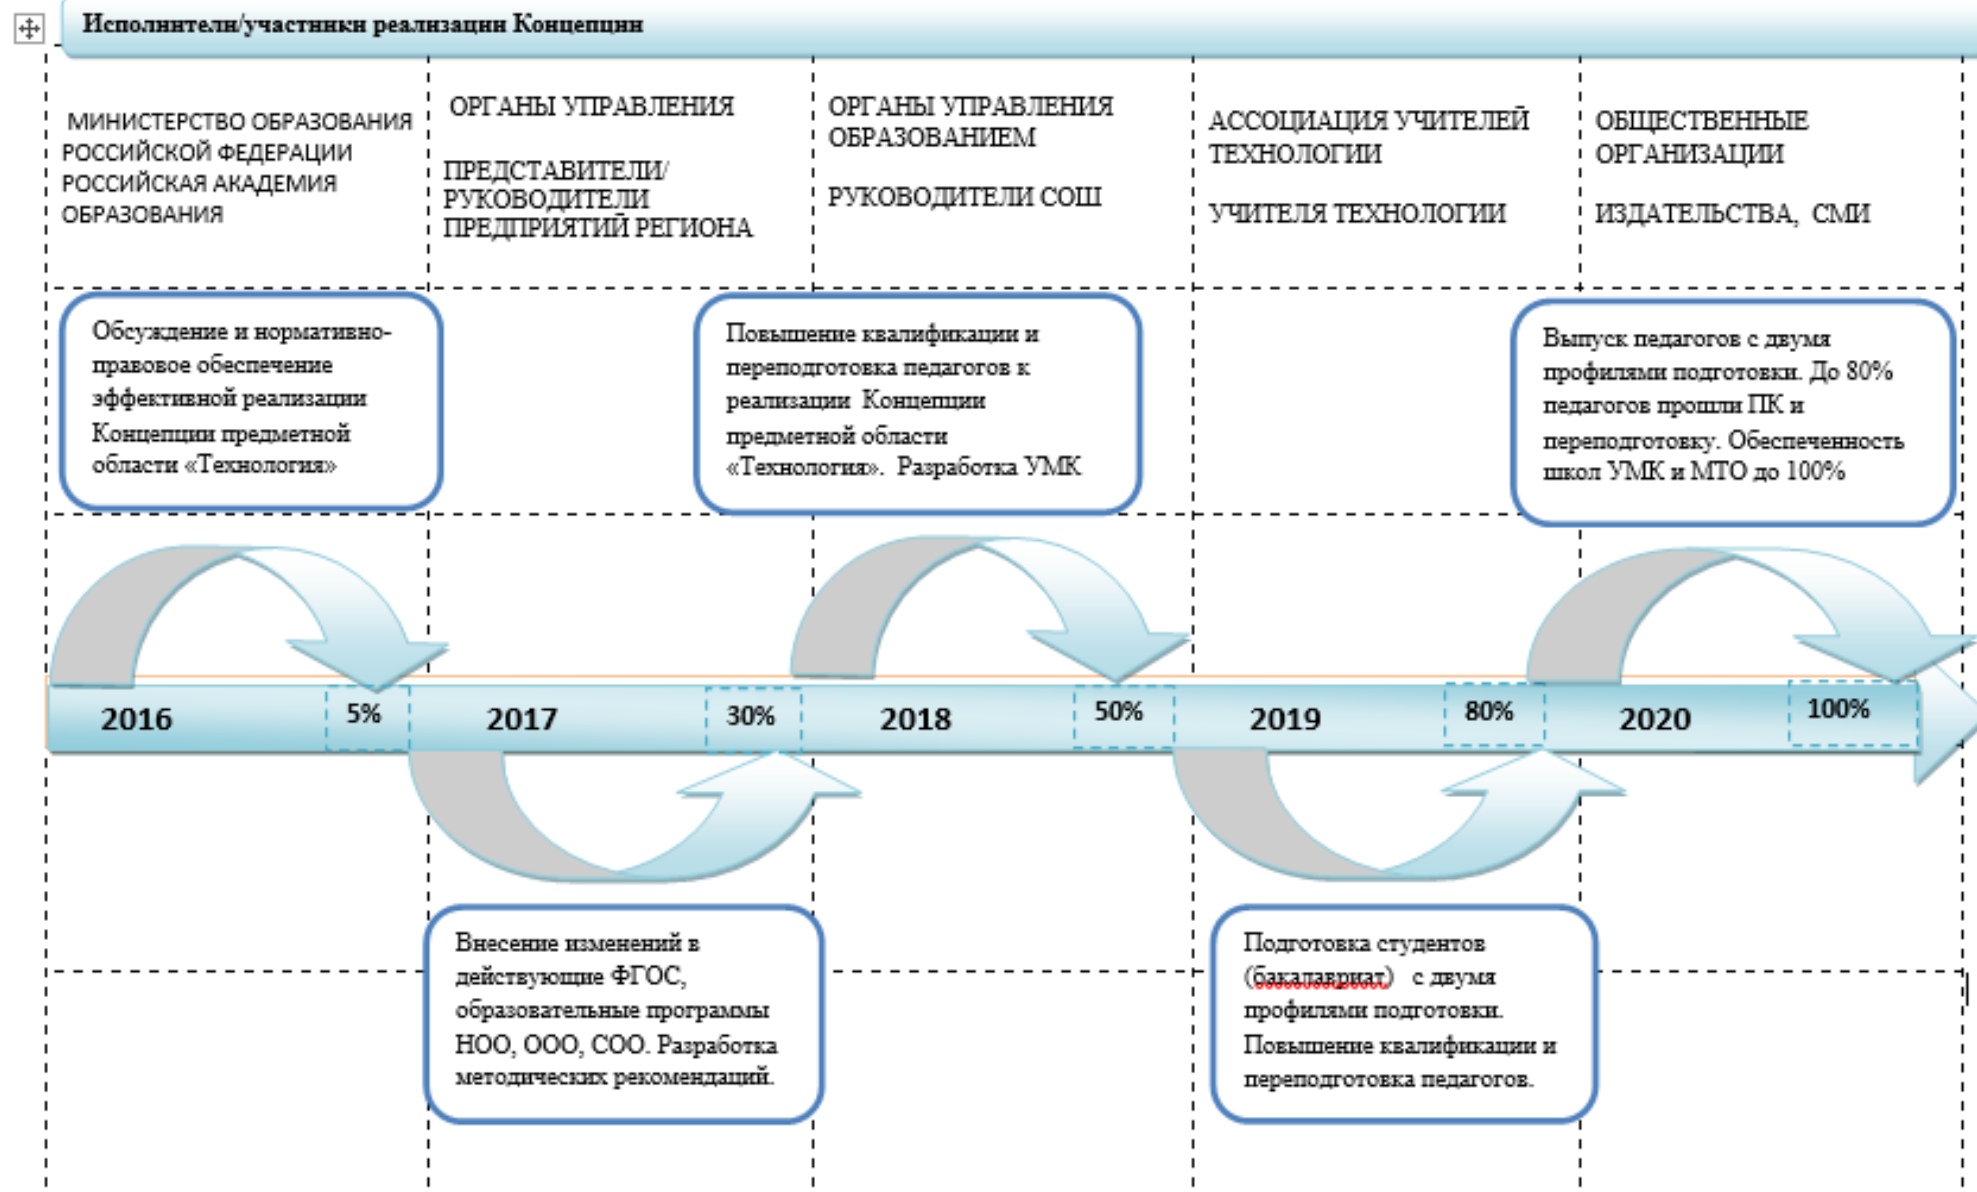 Исполнители/участники реализации Концепции
МИНИСТЕРСТВО ОБРАЗОВАНИЯ
РОССИЙСКОЙ ФЕДЕРАЦИИ
РОССИЙСКАЯ АКАДЕМИЯ
ОБРАЗОВАНИЯ
ОРГАНЫ УПРАВЛЕНИЯ
ПРЕДСТАВИТЕЛИ/
РУКОВОДИТЕЛИ
ПРЕДПРИЯТИЙ РЕГИОНА
ОРГАНЫ УПРАВЛЕНИЯ
ОБРАЗОВАНИЕМ
РУКОВОДИТЕЛИ СОШ
АССОЦИАЦИЯ УЧИТЕЛЕЙ
ТЕХНОЛОГИИ
УЧИТЕЛЯ ТЕХНОЛОГИИ
ОБЩЕСТВЕННЫЕ
ОРГАНИЗАЦИИ
ИЗДАТЕЛЬСТВА, СМИ
Обсуждение и нормативно-
правовое обеспечение
эффективной реализации
Концепции предметной
области «Технология»
Повышение квалификации и
переподготовка педагогов к
реализации Концепции
предметной области
«Технология». Разработка УМК
Выпуск педагогов с двумя
профилями подготовки. До 80%
педагогов прошли ПК и
переподготовку. Обеспеченность
школ УМК и МТО до 100%
2016 5% 2017 30% 2018 50% 2019 80% 2020 100%
Внесение изменений в
действующие ФГОС,
образовательные программы
НОО, ООО, СОО. Разработка
методических рекомендаций.
Подготовка студентов
(бакалавриат) с двумя
профилями подготовки.
Повышение квалификации и
переподготовка педагогов.